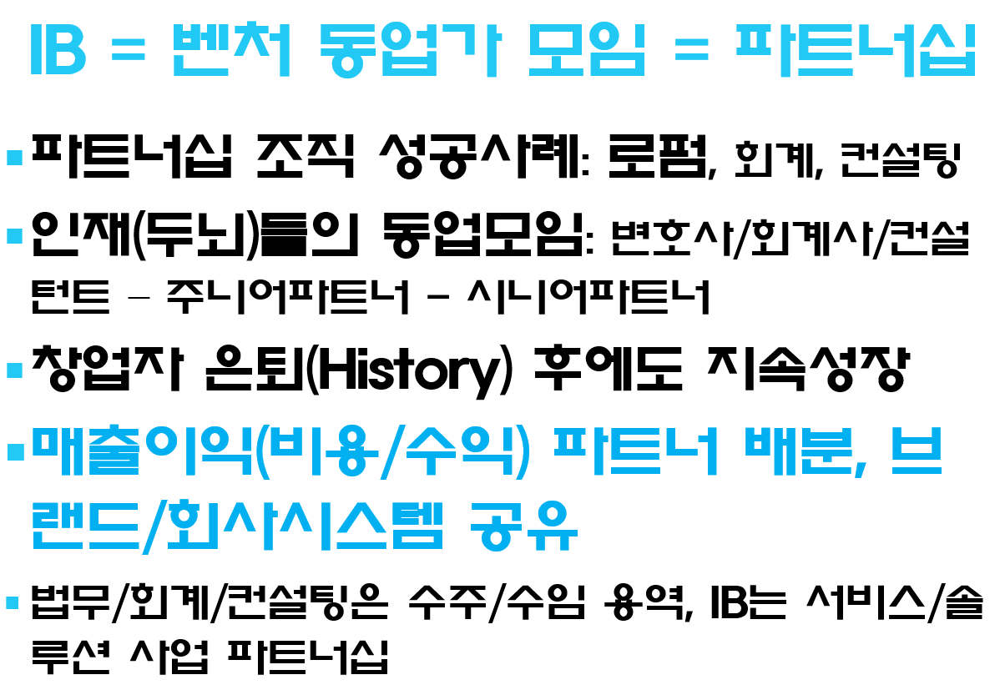 IB = 벤처 동업가 모임 = 파트너십
▪파트너십 조직 성공사례: 로펌, 회계, 컨설팅
▪인재(두뇌)들의 동업모임: 변호사/회계사/컨설
턴트 – 주니어파트너 – 시니어파트너
▪창업자 은퇴(History) 후에도 지속성장
▪매출이익(비용/수익) 파트너 배분, 브
랜드/회사시스템 공유
▪법무/회계/컨설팅은 수주/수임 용역, IB는 서비스/솔
루션 사업 파트너십